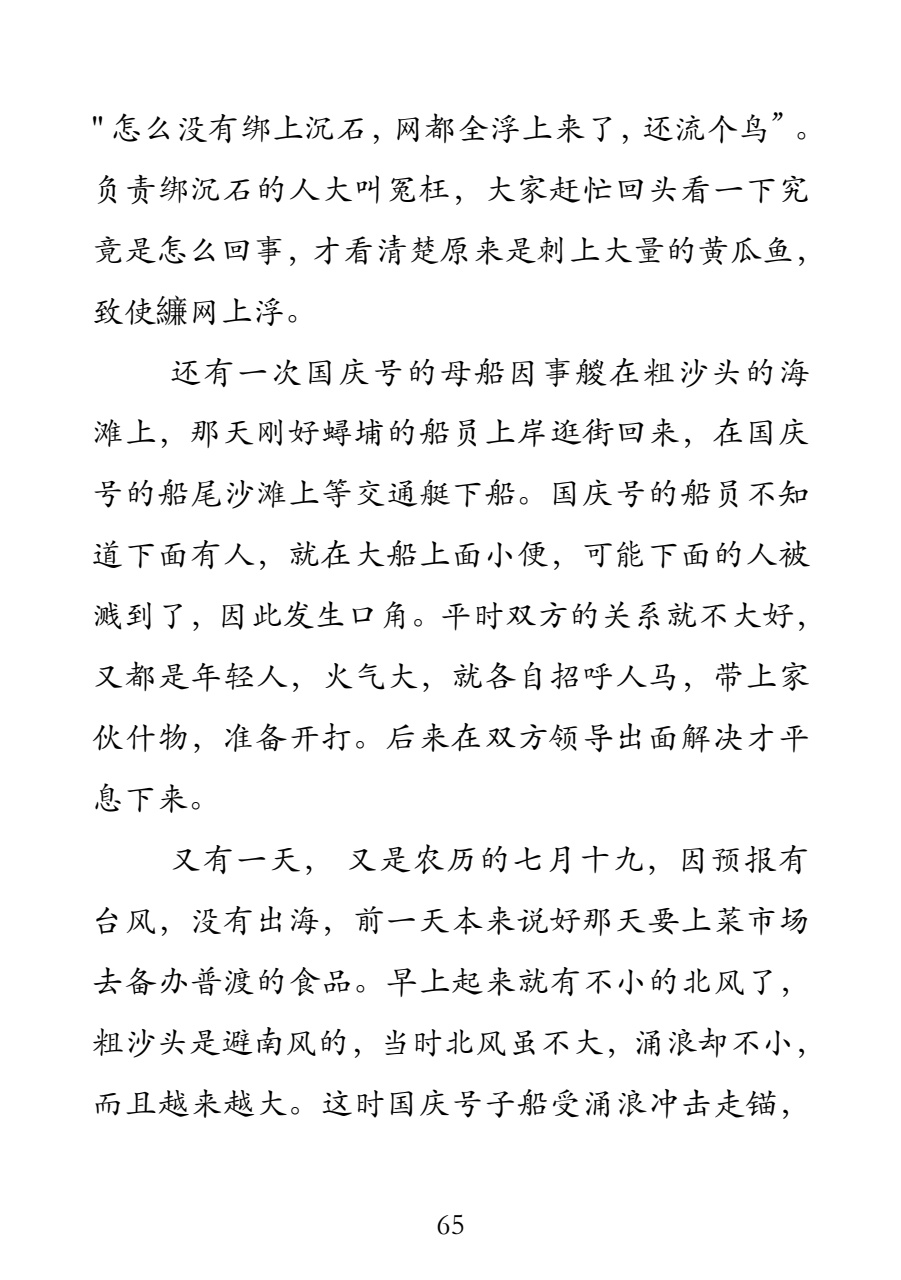 "怎么没有绑上沉石，网都全浮上来了，还流个鸟”。
负责绑沉石的人大叫冤枉，大家赶忙回头看一下究
竟是怎么回事，才看清楚原来是刺上大量的黄瓜鱼，
致使縑网上浮。
还有一次国庆号的母船因事艐在粗沙头的海
滩上，那天刚好蟳埔的船员上岸逛街回来，在国庆
号的船尾沙滩上等交通艇下船。国庆号的船员不知
道下面有人，就在大船上面小便，可能下面的人被
溅到了，因此发生口角。平时双方的关系就不大好，
又都是年轻人，火气大，就各自招呼人马，带上家
伙什物，准备开打。后来在双方领导出面解决才平
息下来。
又有一天， 又是农历的七月十九，因预报有
台风，没有出海，前一天本来说好那天要上菜市场
去备办普渡的食品。早上起来就有不小的北风了，
粗沙头是避南风的，当时北风虽不大，涌浪却不小，
而且越来越大。这时国庆号子船受涌浪冲击走锚，
65